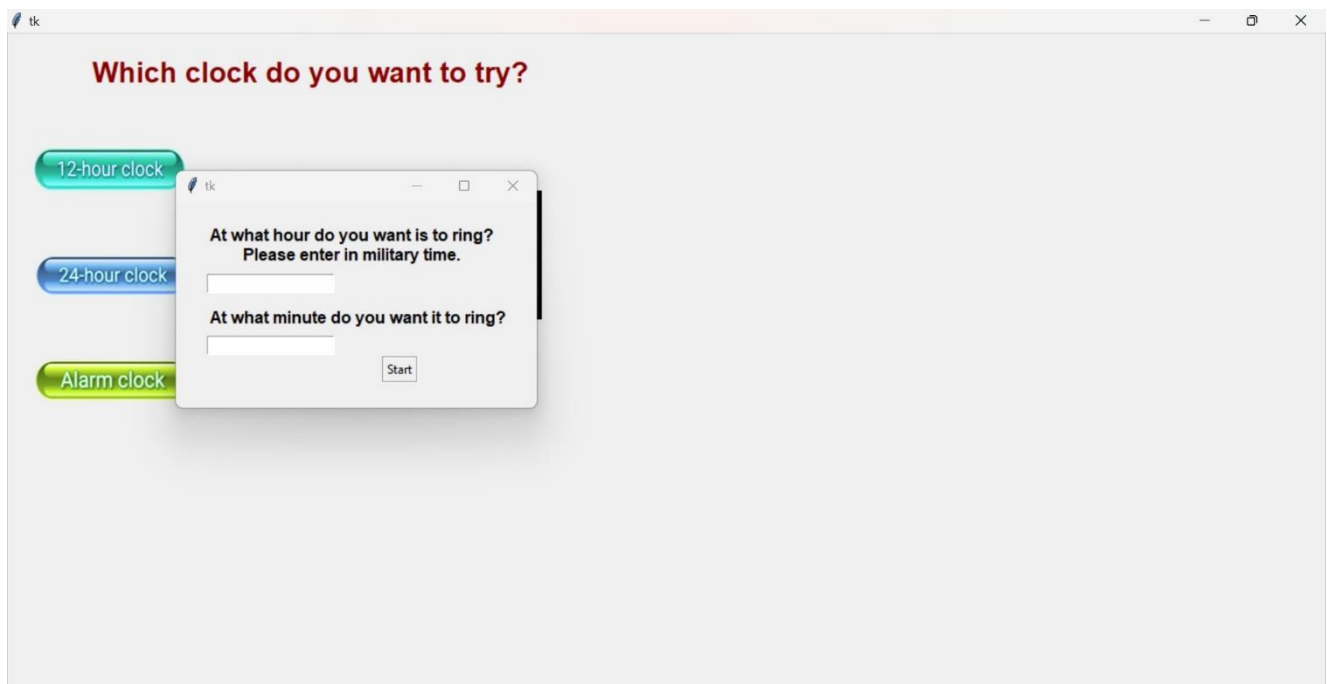 tk
Which clock do you want to try?
12-hour clock
tk
At what hour do you want is to ring?
Please enter in military time.
24-hour clock
At what minute do you want it to ring?
Start
Alarm clock